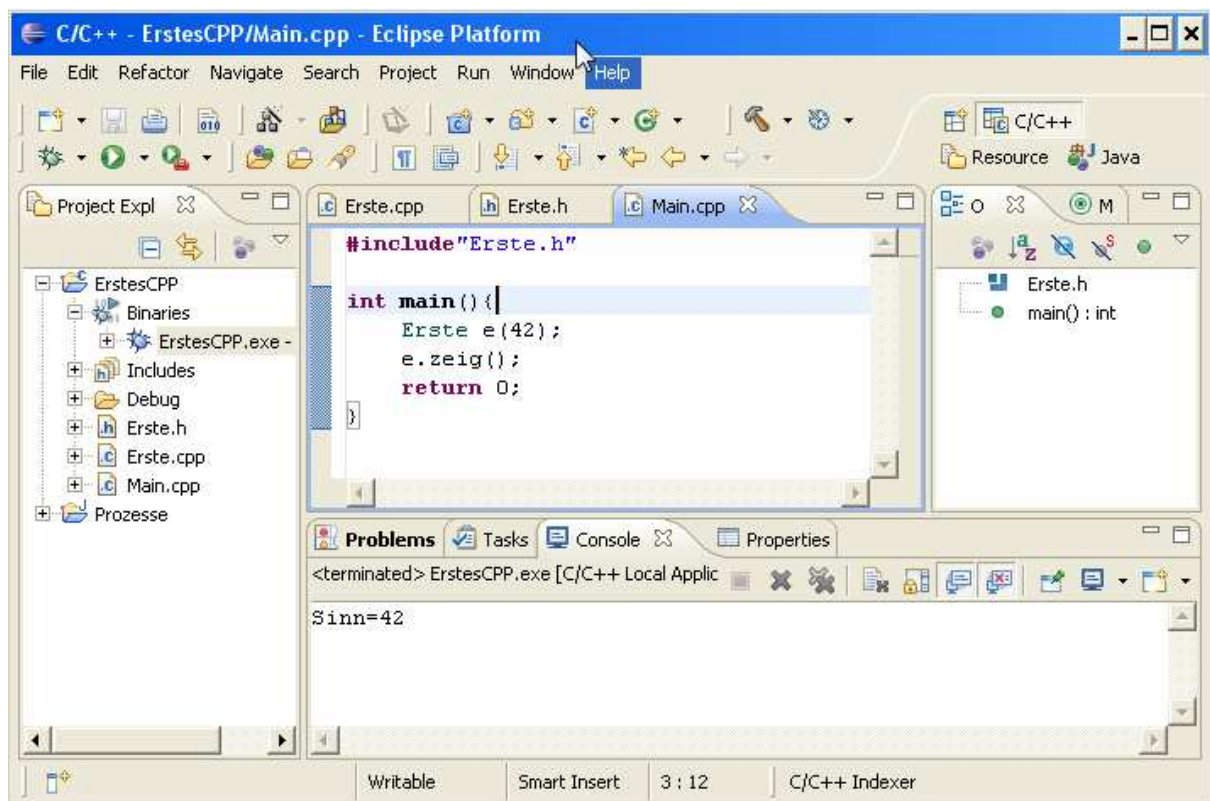 C/C++ - ErstesCPP/Main.cpp - Eclipse Platform
File Edit Refactor Navigate Search Project Run Window Help
010
C/C++
Resource Java
Project Expl
Erste.cpp
Erste.h
Main.cpp
O
M
ErstesCPP
Binaries
ErstesCPP.exe -
Includes
Debug
Erste.h
Erste.cpp
Main.cpp
Prozesse
#include"Erste.h"
int main(){
Erste e(42);
e.zeig();
return 0;
}
Erste.h
main() : int
Problems Tasks Console Properties
<terminated> ErstesCPP.exe [C/C++ Local Applic
Sinn=42
Writable Smart Insert 3 : 12 C/C++ Indexer